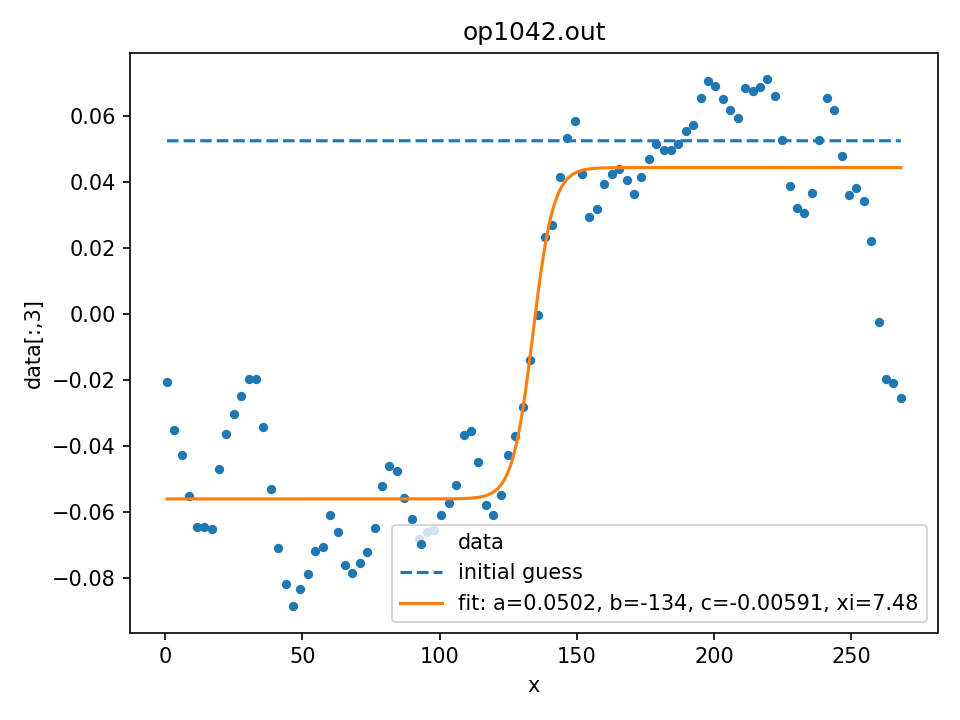 op1042.out
0.06
0.04
0.02
0.00
−0.02
−0.04
−0.06
−0.08
data[:,3]
data
initial guess
fit: a=0.0502, b=-134, c=-0.00591, xi=7.48
0 50 100 150 200 250
x